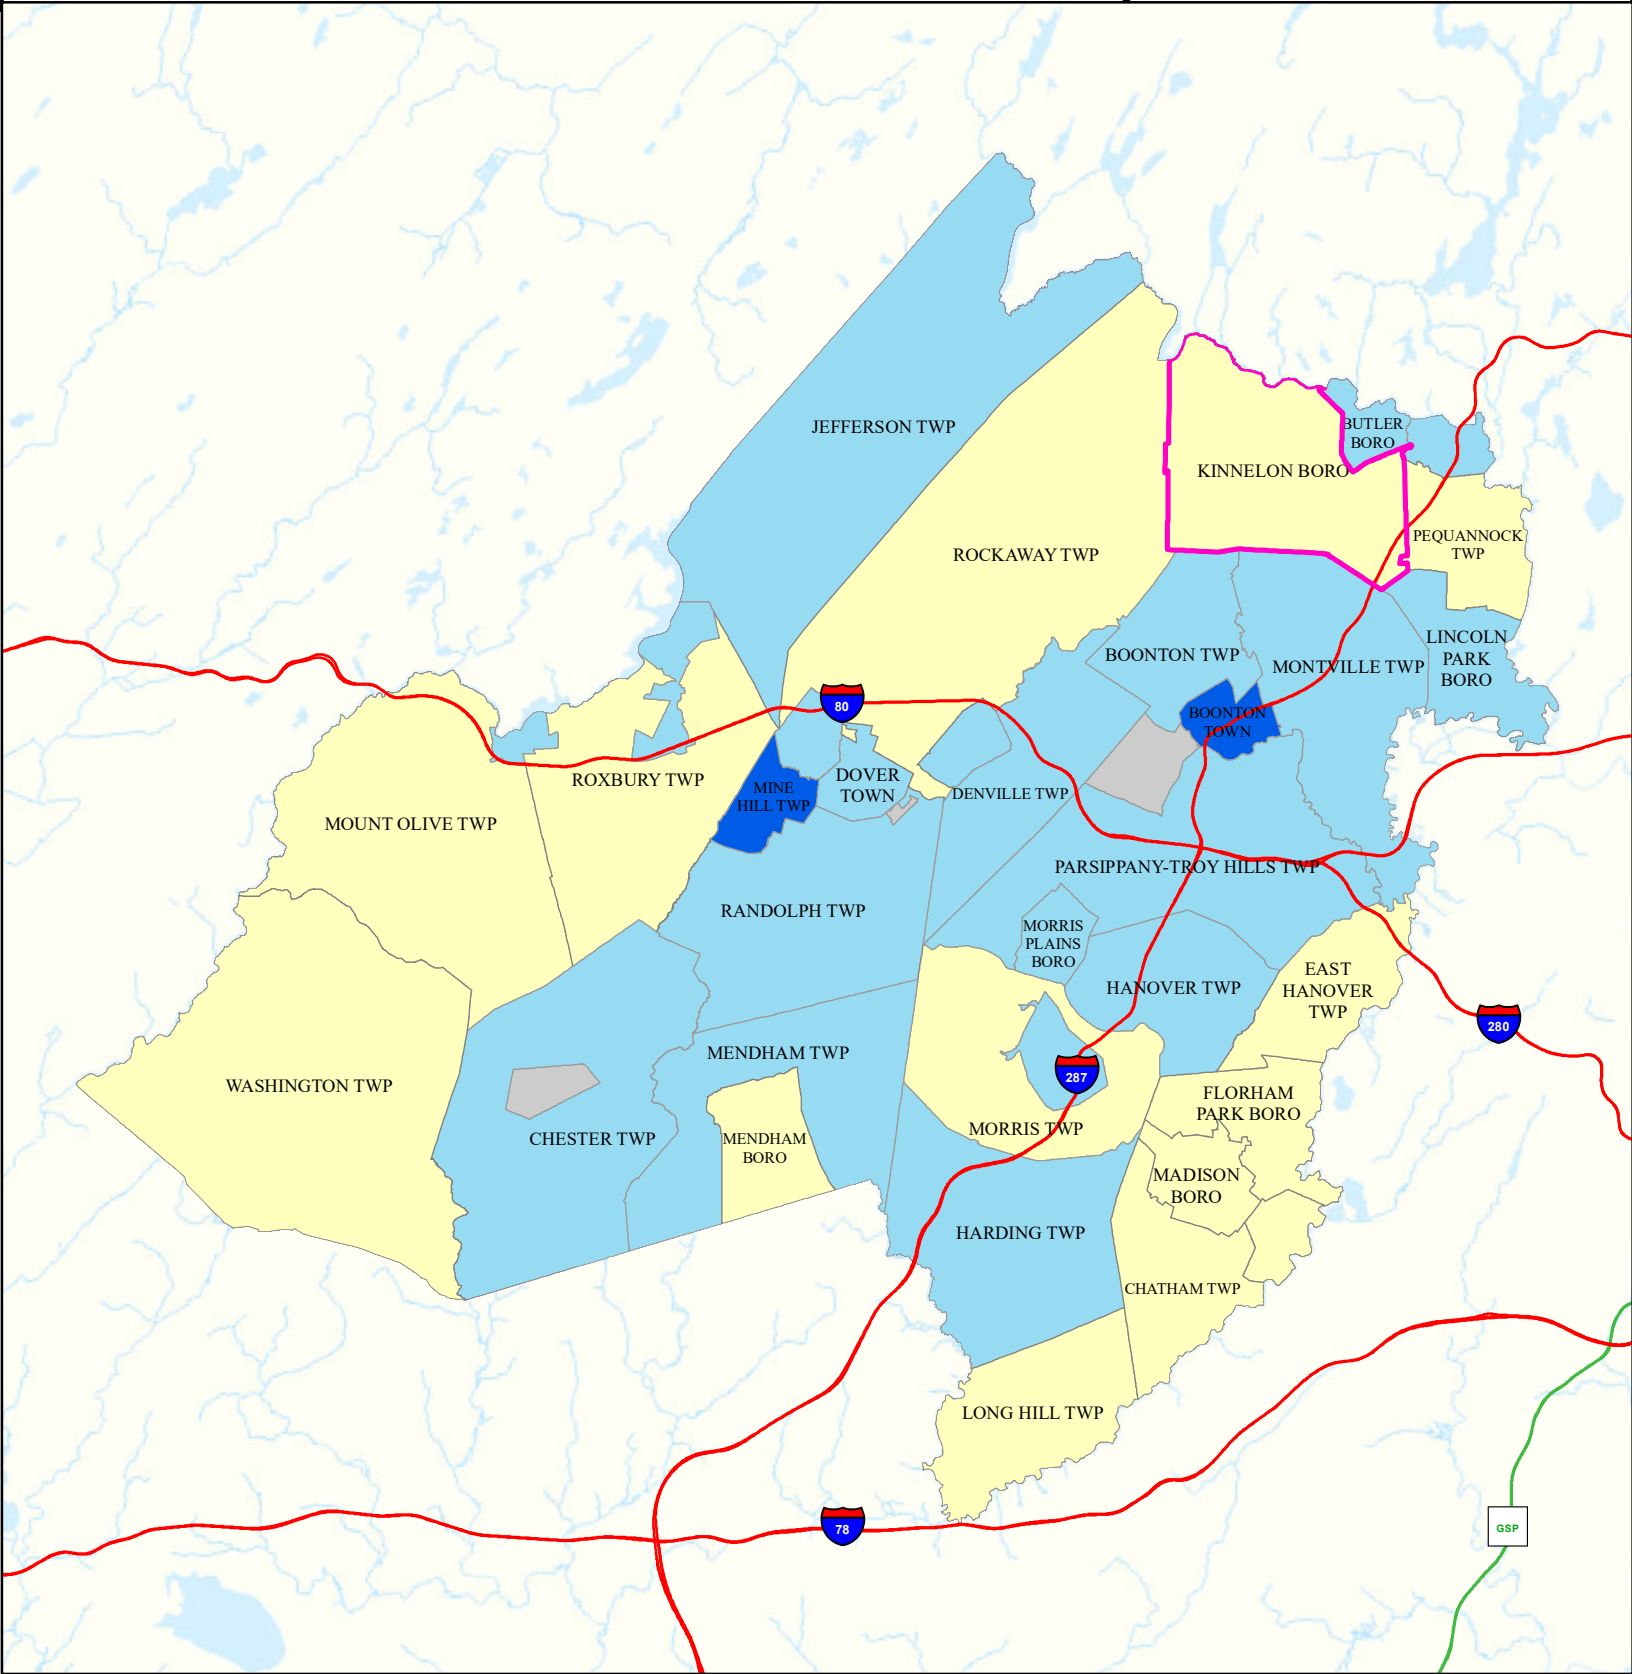 JEFFERSON TWP
BUTLER
BORO
KINNELON BORO
PEQUANNOCK
TWP
ROCKAWAY TWP
LINCOLN
PARK
BORO
BOONTON TWP
MONTVILLE TWP
80
BOONTON
TOWN
ROXBURY TWP
DOVER
TOWN
MINE
HILL TWP
DENVILLE TWP
MOUNT OLIVE TWP
PARSIPPANY-TROY HILLS TWP
RANDOLPH TWP
MORRIS
PLAINS
BORO
EAST
HANOVER
TWP
HANOVER TWP
280
MENDHAM TWP
287
WASHINGTON TWP
FLORHAM
PARK BORO
MORRIS TWP
CHESTER TWP
MENDHAM
BORO
MADISON
BORO
HARDING TWP
CHATHAM TWP
LONG HILL TWP
78
GSP